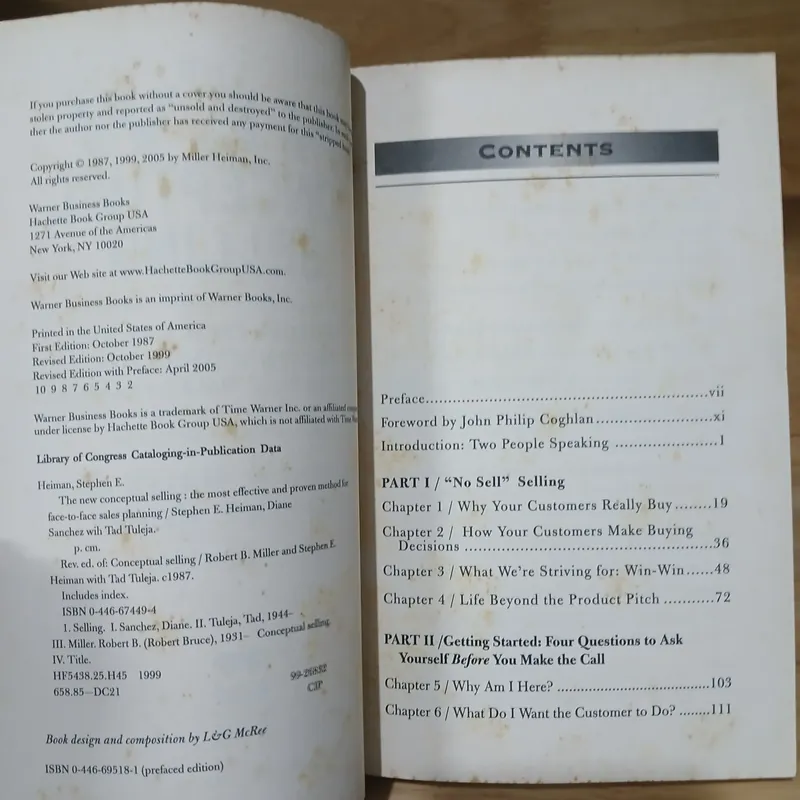 If you purchase this book without a cover you should be aware that this book
stolen property and reported as "unsold and destroyed" to the publisher. In
ther the author nor the publisher has received any payment for this "stripped
Copyright © 1987, 1999, 2005 by Miller Heiman, Inc.
All rights reserved.
Warner Business Books
Hachette Book Group USA
1271 Avenue of the Americas
New York, NY 10020
Visit our Web site at www.HachetteBookGroupUSA.com.
Warner Business Books is an imprint of Warner Books, Inc.
Printed in the United States of America
First Edition: October 1987
Revised Edition: October 1999
Revised Edition with Preface: April 2005
10 9 8 7 6 5 4 3 2
Warner Business Books is a trademark of Time Warner Inc. or an affiliated
under license by Hachette Book Group USA, which is not affiliated with Time
Library of Congress Cataloging-in-Publication Data
Heiman, Stephen E.
The new conceptual selling : the most effective and proven method for
face-to-face sales planning / Stephen E. Heiman, Diane
Sanchez wih Tad Tuleja.
p. cm.
Rev. ed. of: Conceptual selling / Robert B. Miller and Stephen E.
Heiman with Tad Tuleja. c1987.
Includes index.
ISBN 0-446-67449-4
1. Selling. I. Sanchez, Diane. II. Tuleja, Tad, 1944–
III. Miller. Robert B. (Robert Bruce), 1931– Conceptual selling.
IV. Title.
HF5438.25.H45 1999
658.85—DC21
CIP
Book design and composition by L&G McRee
ISBN 0-446-69518-1 (prefaced edition)
CONTENTS
Preface..........vii
Foreword by John Philip Coghlan..........xi
Introduction: Two People Speaking ..........1
PART I / "No Sell" Selling
Chapter 1 / Why Your Customers Really Buy ........19
Chapter 2 / How Your Customers Make Buying
Decisions ..........36
Chapter 3 / What We're Striving for: Win-Win......48
Chapter 4 / Life Beyond the Product Pitch ..........72
PART II /Getting Started: Four Questions to Ask
Yourself Before You Make the Call
Chapter 5 / Why Am I Here? ..........103
Chapter 6 / What Do I Want the Customer to Do? ........111